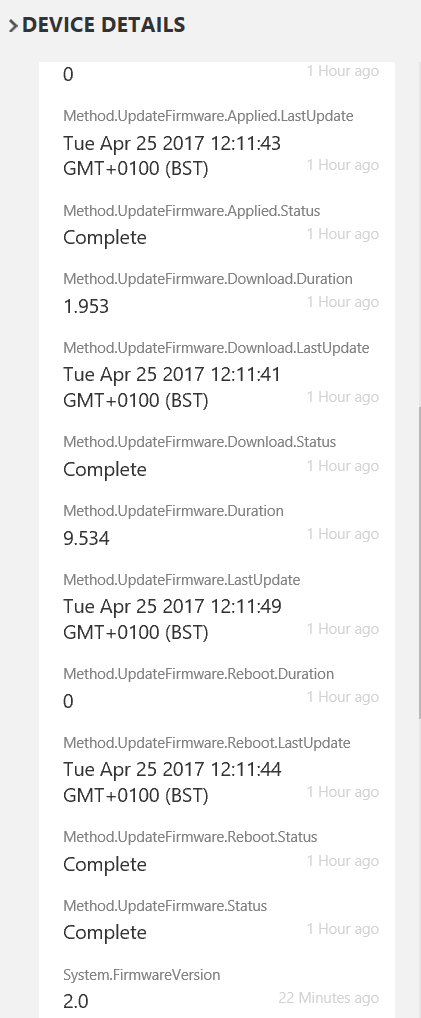 DEVICE DETAILS
0
1 Hour ago
Method.UpdateFirmware.Applied.LastUpdate
Tue Apr 25 2017 12:11:43
GMT+0100 (BST)
1 Hour ago
Method.UpdateFirmware.Applied.Status
Complete
1 Hour ago
Method.UpdateFirmware.Download.Duration
1.953
1 Hour ago
Method.UpdateFirmware.Download.LastUpdate
Tue Apr 25 2017 12:11:41
GMT+0100 (BST)
1 Hour ago
Method.UpdateFirmware.Download.Status
Complete
1 Hour ago
Method.UpdateFirmware.Duration
9.534
1 Hour ago
Method.UpdateFirmware.LastUpdate
Tue Apr 25 2017 12:11:49
GMT+0100 (BST)
1 Hour ago
Method.UpdateFirmware.Reboot.Duration
0
1 Hour ago
Method.UpdateFirmware.Reboot.LastUpdate
Tue Apr 25 2017 12:11:44
GMT+0100 (BST)
1 Hour ago
Method.UpdateFirmware.Reboot.Status
Complete
1 Hour ago
Method.UpdateFirmware.Status
Complete
1 Hour ago
System.FirmwareVersion
2.0
22 Minutes ago